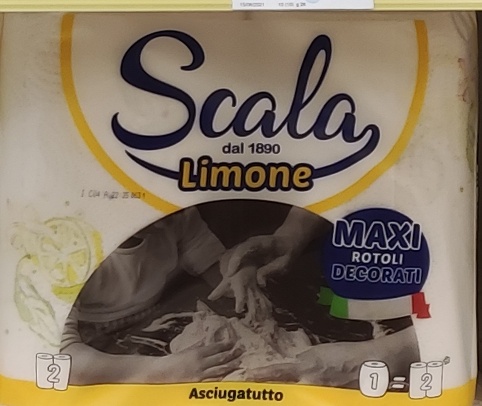 Scala
dal 1890
Limone
MAXI
ROTOLI
DECORATI
2
1 = 2
Asciugatutto